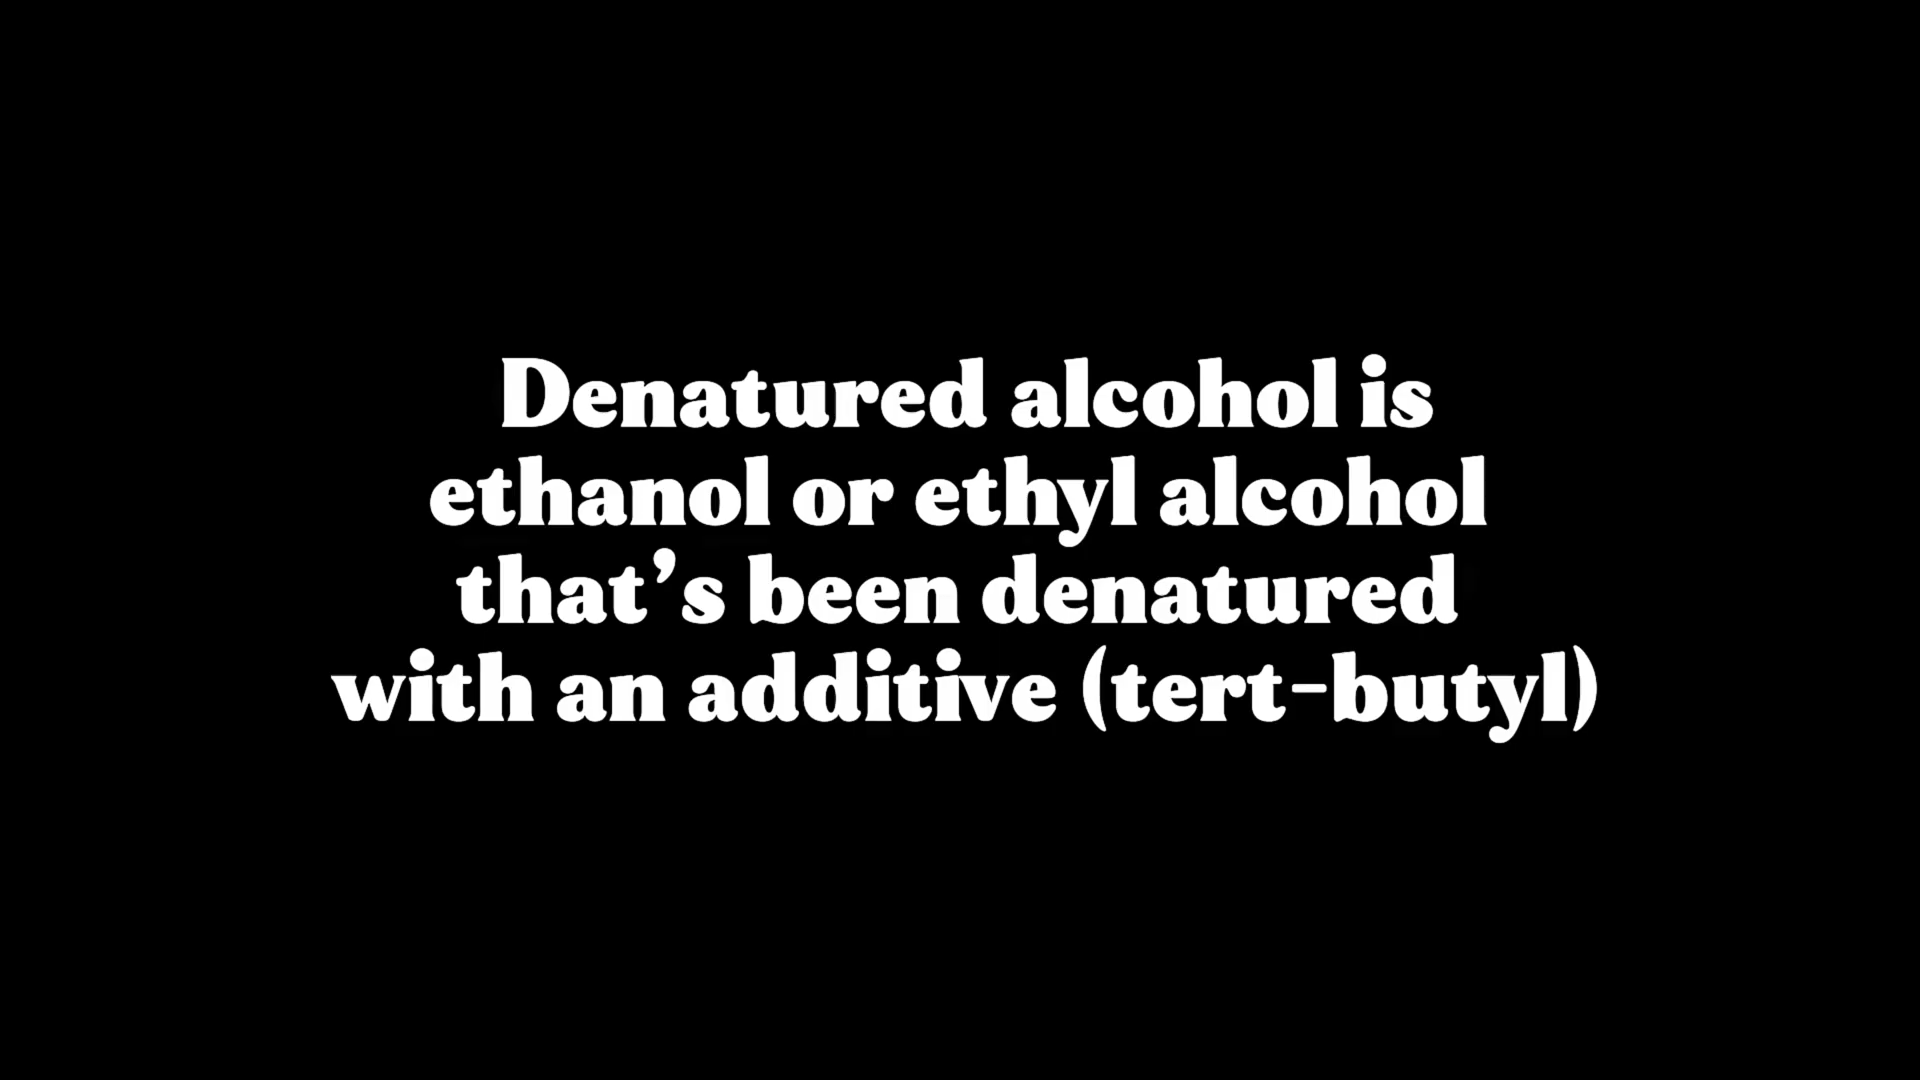 Denatured alcohol is
ethanol or ethyl alcohol
that’s been denatured
with an additive (tert-butyl)